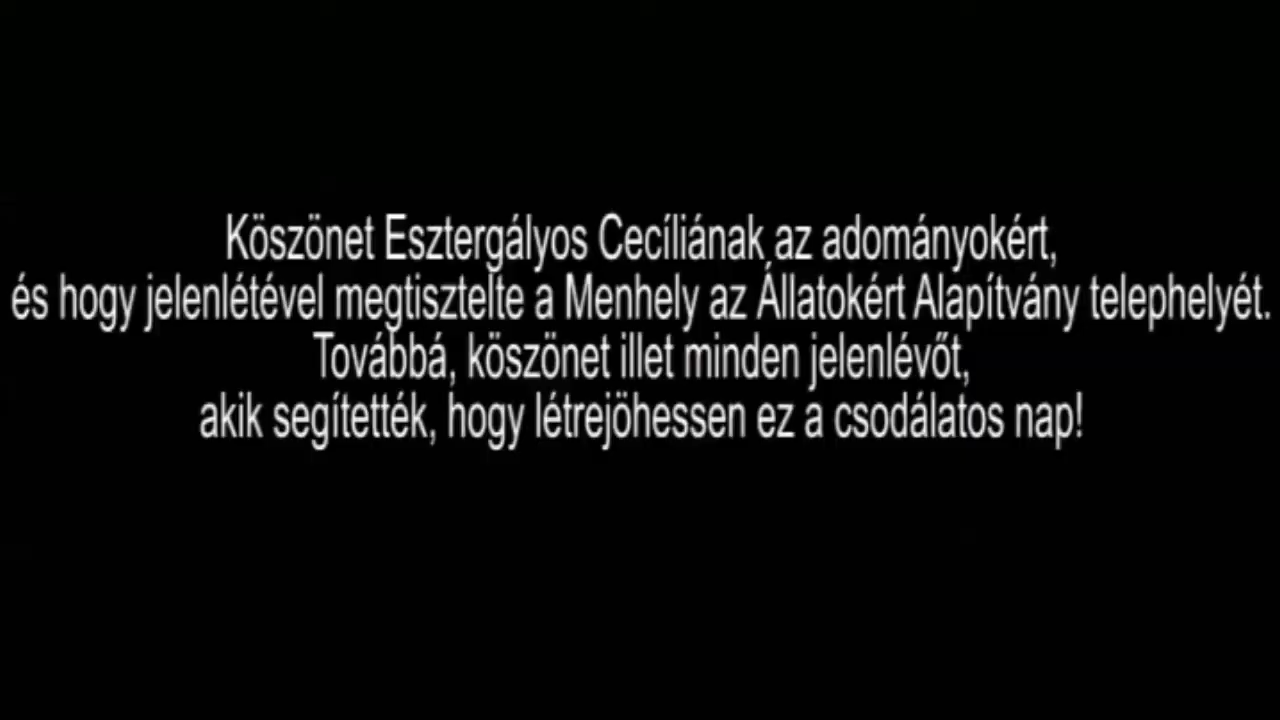 Köszönet Esztergályos Cecíliának az adományokért,
és hogy jelenlétével megtisztelte a Menhely az Állatokért Alapítvány telephelyét.
Továbbá, köszönet illet minden jelenlévőt,
akik segítették, hogy létrejöhessen ez a csodálatos nap!